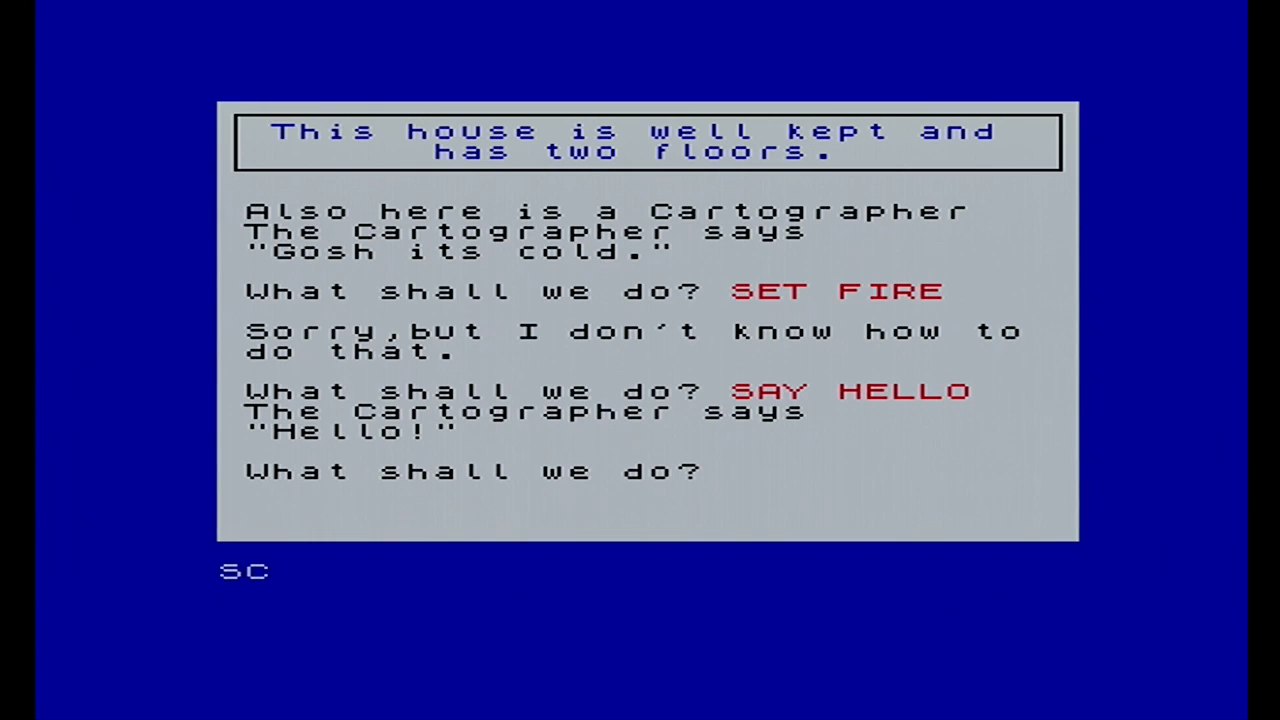 This house is well kept and
has two floors.
Also here is a Cartographer
The Cartographer says
"Gosh its cold."
What shall we do? SET FIRE
Sorry,but I don't know how to
do that.
What shall we do? SAY HELLO
The Cartographer says
"Hello!"
What shall we do?
SC